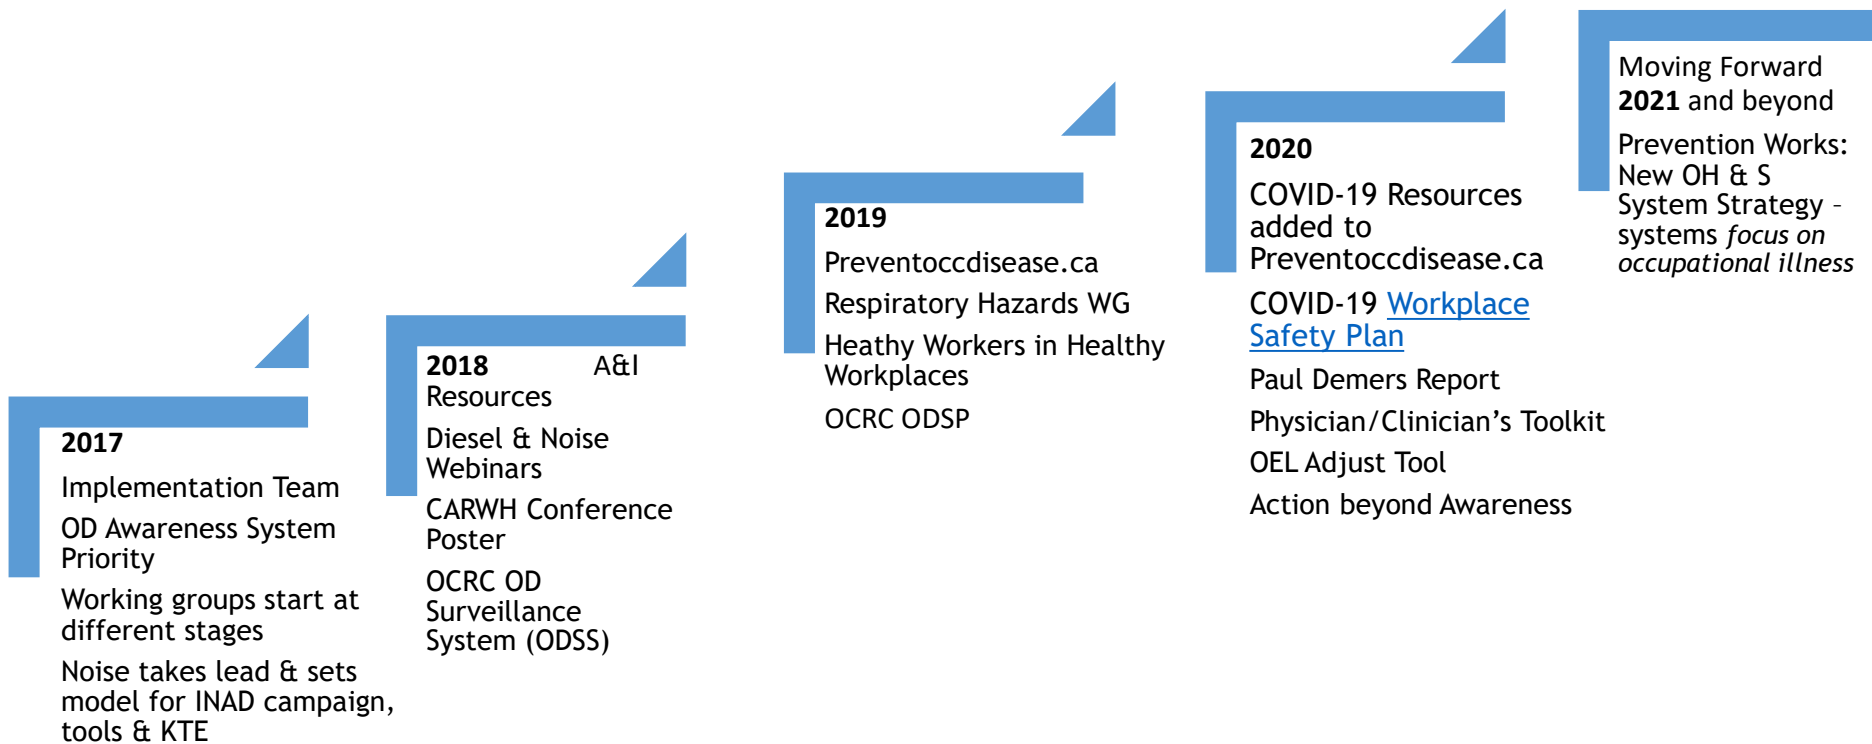 2017
Implementation Team
OD Awareness System
Priority
Working groups start at
different stages
Noise takes lead & sets
model for INAD campaign,
tools & KTE
2018 A&I
Resources
Diesel & Noise
Webinars
CARWH Conference
Poster
OCRC OD
Surveillance
System (ODSS)
2019
Preventoccdisease.ca
Respiratory Hazards WG
Heathy Workers in Healthy
Workplaces
OCRC ODSP
2020
COVID-19 Resources
added to
Preventoccdisease.ca
COVID-19 Workplace
Safety Plan
Paul Demers Report
Physician/Clinician’s Toolkit
OEL Adjust Tool
Action beyond Awareness
Moving Forward
2021 and beyond
Prevention Works:
New OH & S
System Strategy –
systems focus on
occupational illness